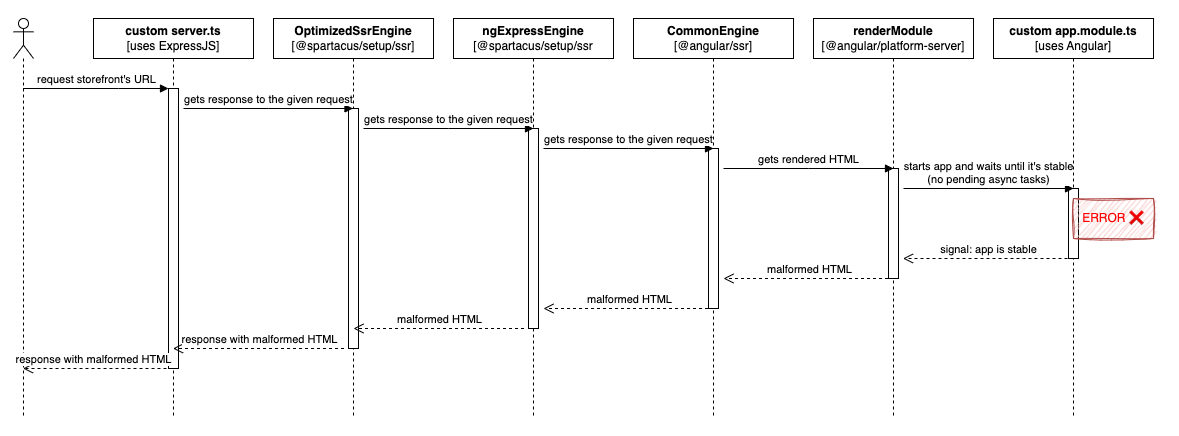 custom server.ts
[uses ExpressJS]
OptimizedSsrEngine
[@spartacus/setup/ssr]
ngExpressEngine
[@spartacus/setup/ssr
CommonEngine
[@angular/ssr]
renderModule
[@angular/platform-server]
custom app.module.ts
[uses Angular]
request storefront's URL
gets response to the given request
gets response to the given request
gets response to the given request
gets rendered HTML
starts app and waits until it's stable
(no pending async tasks)
ERROR ❌
signal: app is stable
malformed HTML
malformed HTML
malformed HTML
response with malformed HTML
response with malformed HTML